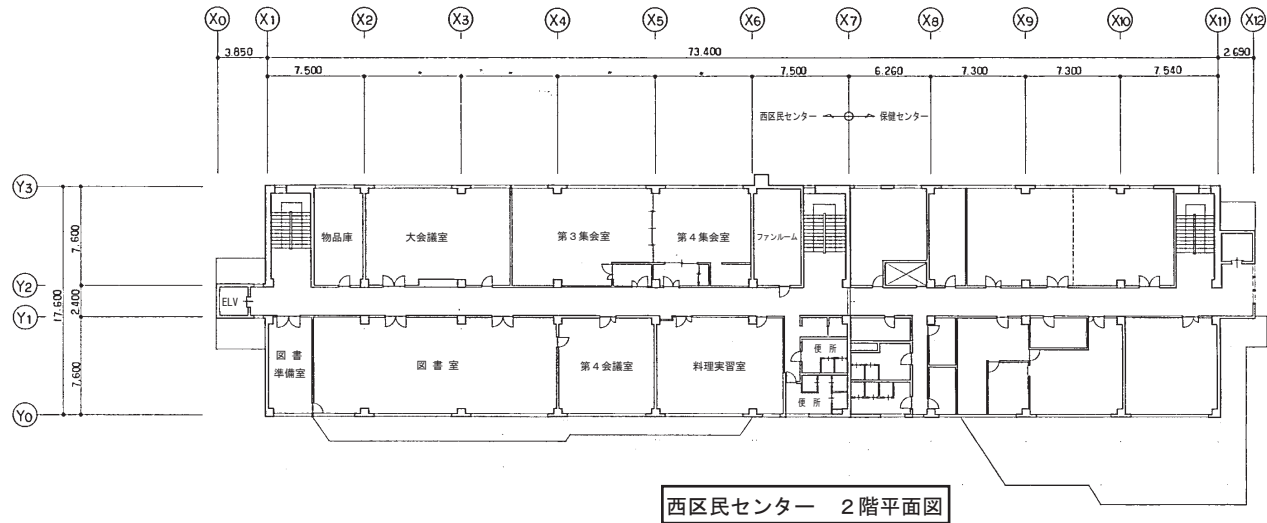 X0 X1 X2 X3 X4 X5 X6 X7 X8 X9 X10 X11 X12
3.850 73.400 2.690
7.500 7.500 6.260 7.300 7.300 7.540
西区民センター 保健センター
Y3
7.600
物品庫 大会議室 第3集会室 第4集会室 ファンルーム
Y2
17.600 2.400
ELV
Y1
7.600
図書
準備室
図書室 第4会議室 料理実習室 便所
便所
Y0
西区民センター 2階平面図